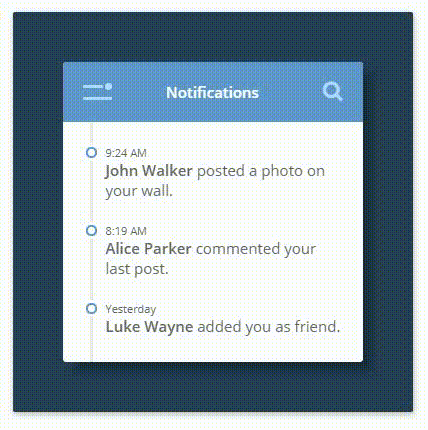 Notifications
9:24 AM
John Walker posted a photo on
your wall.
8:19 AM
Alice Parker commented your
last post.
Yesterday
Luke Wayne added you as friend.